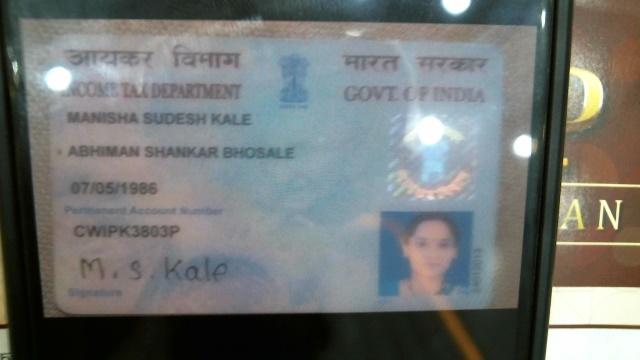 आयकर विभाग
भारत सरकार
INCOME TAX DEPARTMENT
GOVT. OF INDIA
MANISHA SUDESH KALE
ABHIMAN SHANKAR BHOSALE
07/05/1986
Permanent Account Number
CWIPK3803P
M. S. Kale
Signature
AN